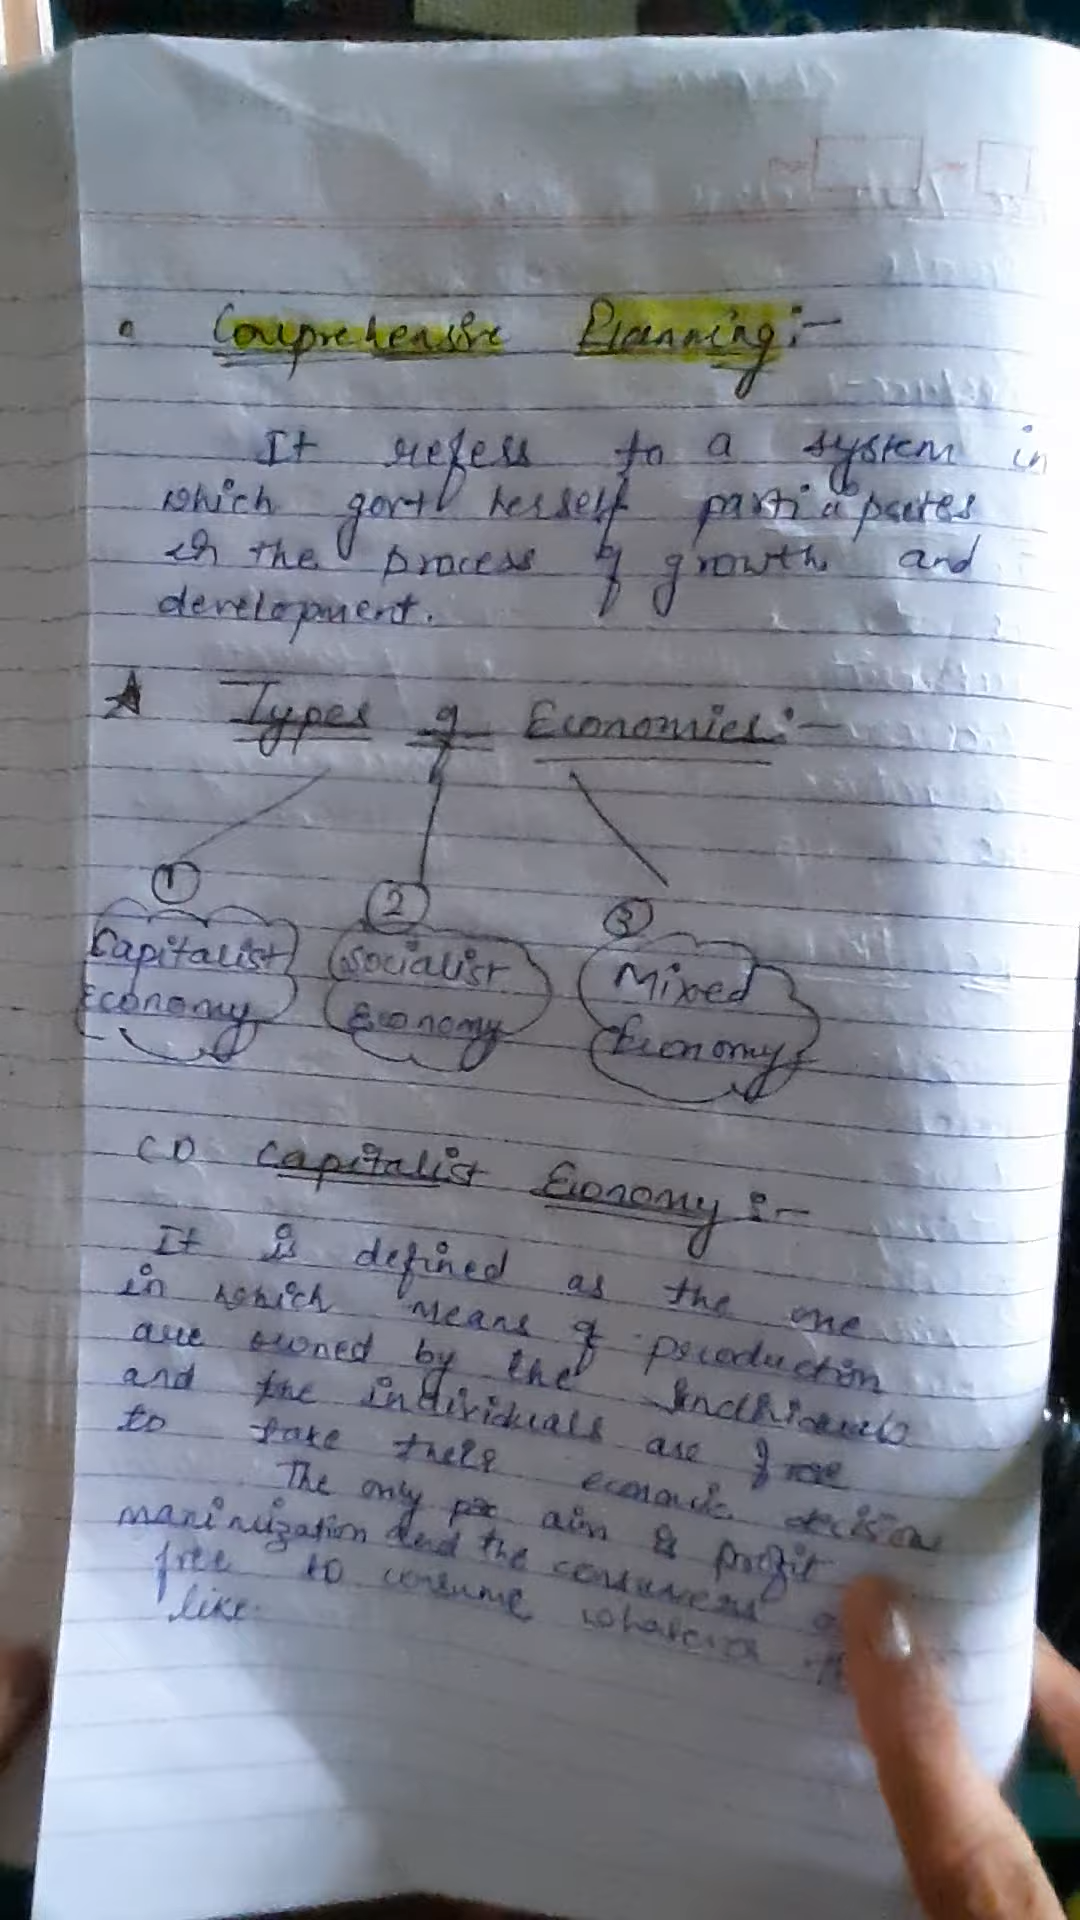 Comprehensive Planning:-
It refers to a system in
which govt herself participates
in the process of growth and
development.
Types of Economies:-
1 2 3
Capitalist Economy
Socialist Economy
Mixed Economy
(1) Capitalist Economy :-
It is defined as the one
in which means of production
are owned by the individuals
and the individuals are free
to take there economic decision
The only aim is profit
maximization and the consumers
free to consume whatever
like.